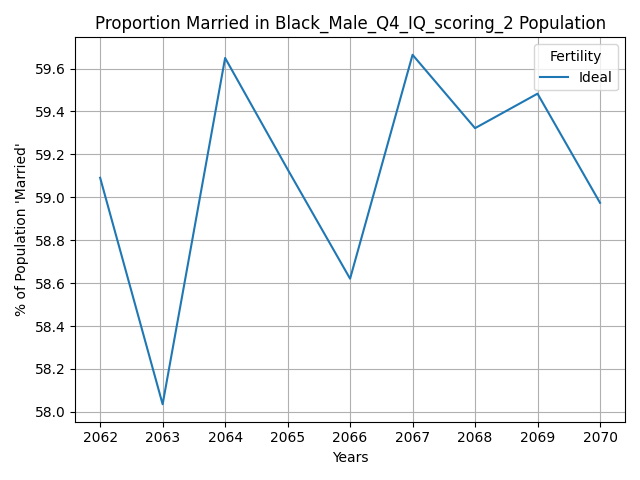 Proportion Married in Black_Male_Q4_IQ_scoring_2 Population
Fertility
Ideal
% of Population 'Married'
59.6
59.4
59.2
59.0
58.8
58.6
58.4
58.2
58.0
2062 2063 2064 2065 2066 2067 2068 2069 2070
Years